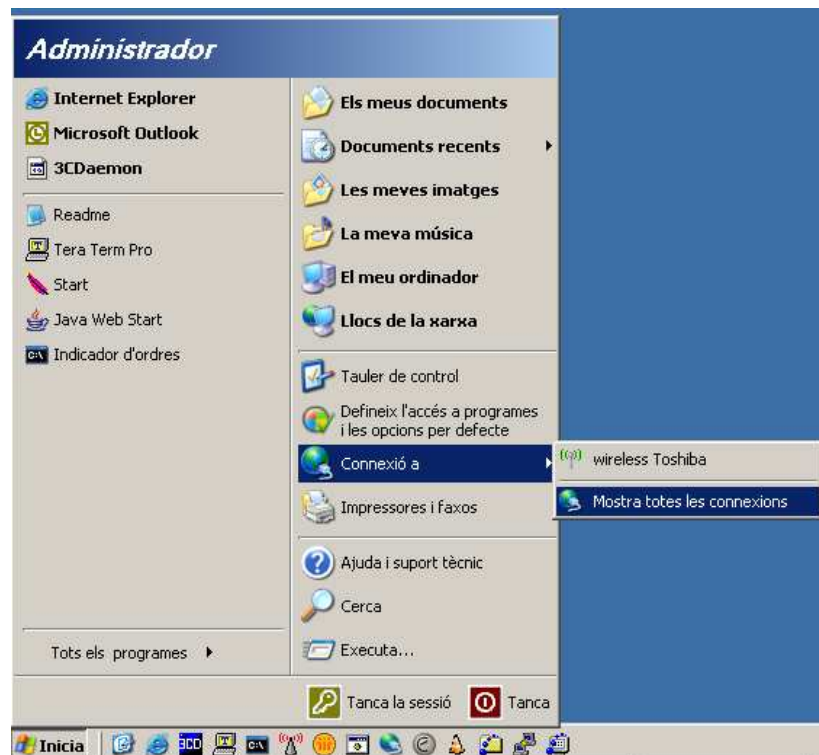 Administrador
Internet Explorer
Microsoft Outlook
3CDaemon
Readme
Tera Term Pro
Start
Java Web Start
Indicador d'ordres
Tots els programes
Els meus documents
Documents recents
Les meves imatges
La meva música
El meu ordinador
Llocs de la xarxa
Tauler de control
Defineix l'accés a programes
i les opcions per defecte
Connexió a
Impressores i faxos
Ajuda i suport tècnic
Cerca
Executa...
wireless Toshiba
Mostra totes les connexions
Tanca la sessió
Tanca
Inicia
3CD